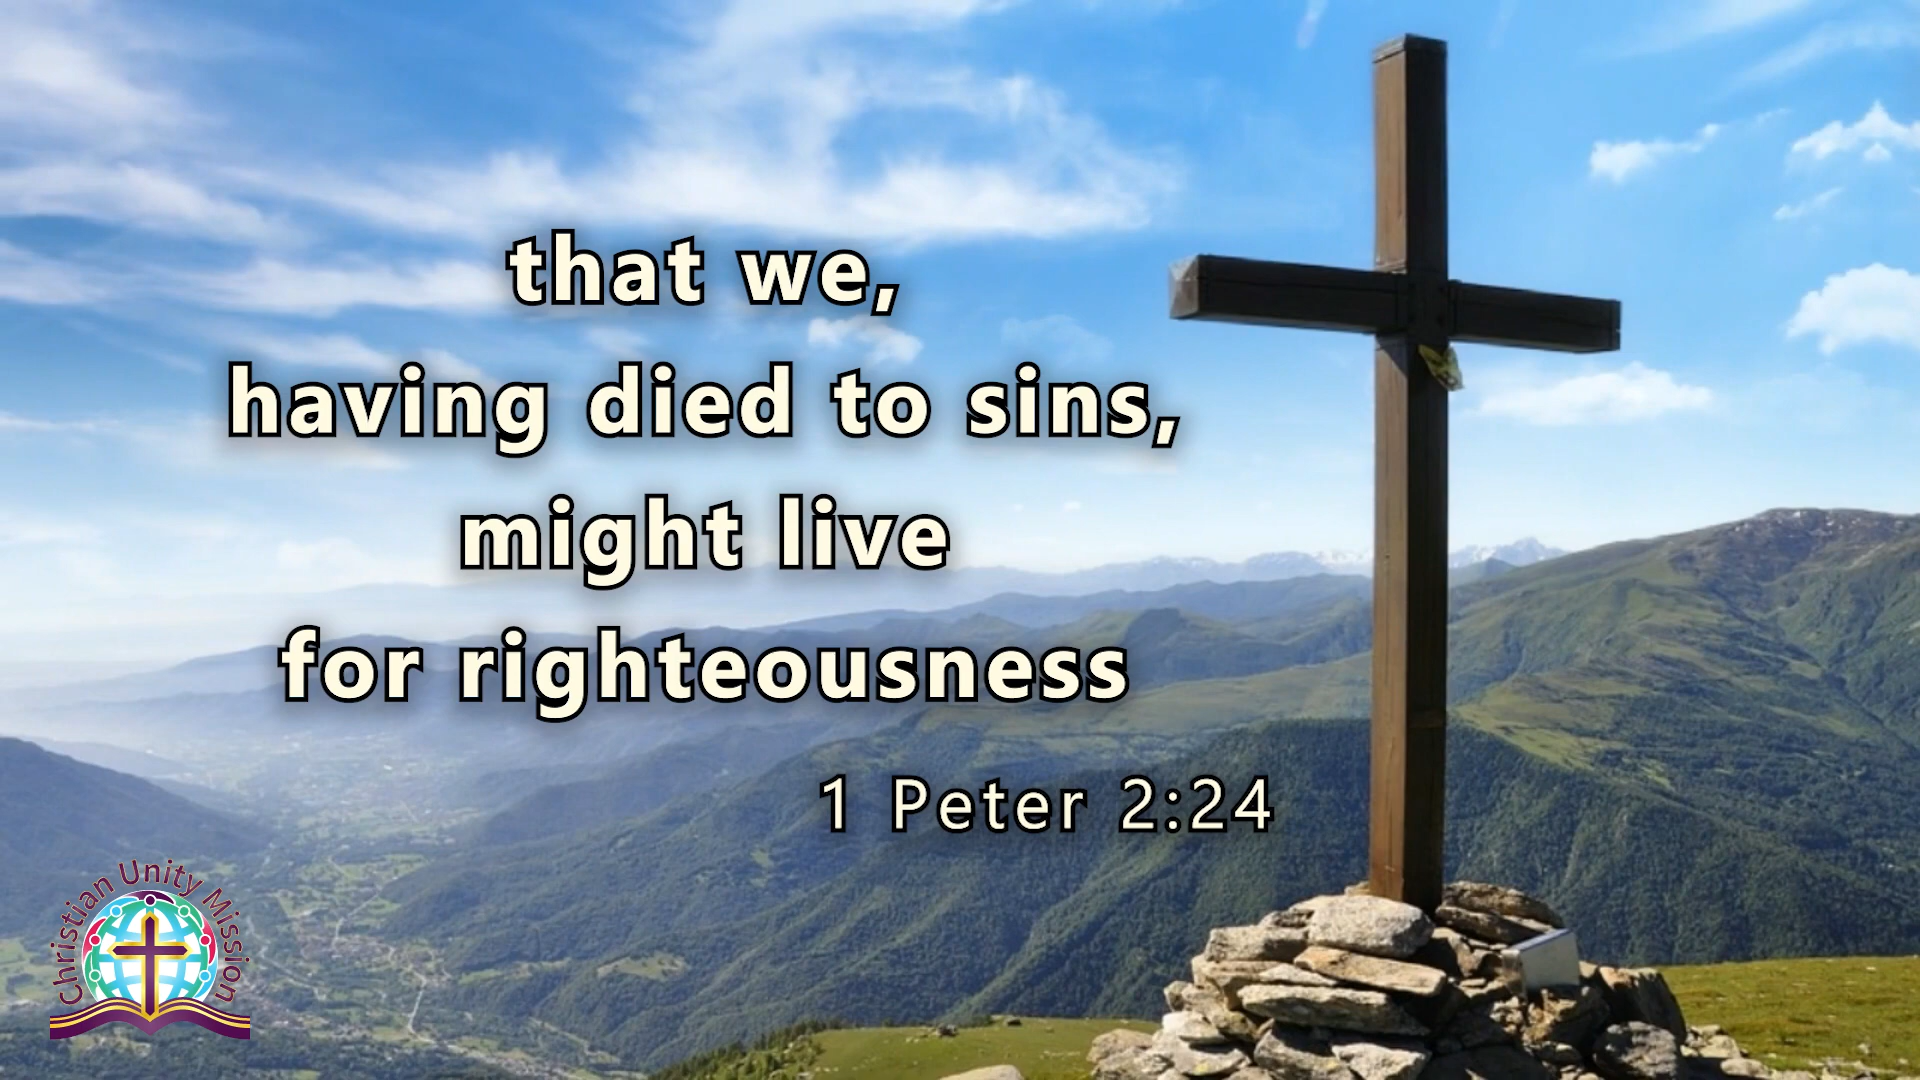 that we,
having died to sins,
might live
for righteousness
1 Peter 2:24
Christian Unity Mission